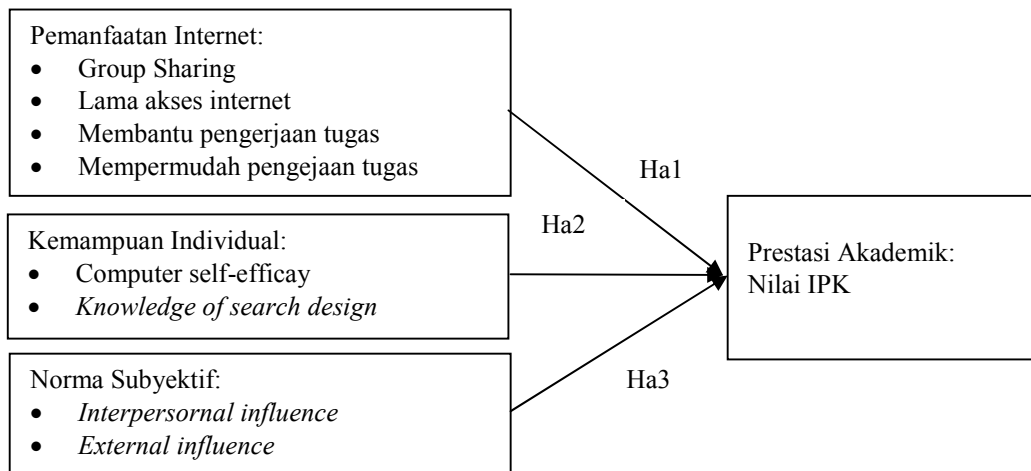 Pemanfaatan Internet:
• Group Sharing
• Lama akses internet
• Membantu pengerjaan tugas
• Mempermudah pengejaan tugas
Ha1
Kemampuan Individual:
• Computer self-efficay
• Knowledge of search design
Ha2
Prestasi Akademik:
Nilai IPK
Norma Subyektif:
• Interpersornal influence
• External influence
Ha3